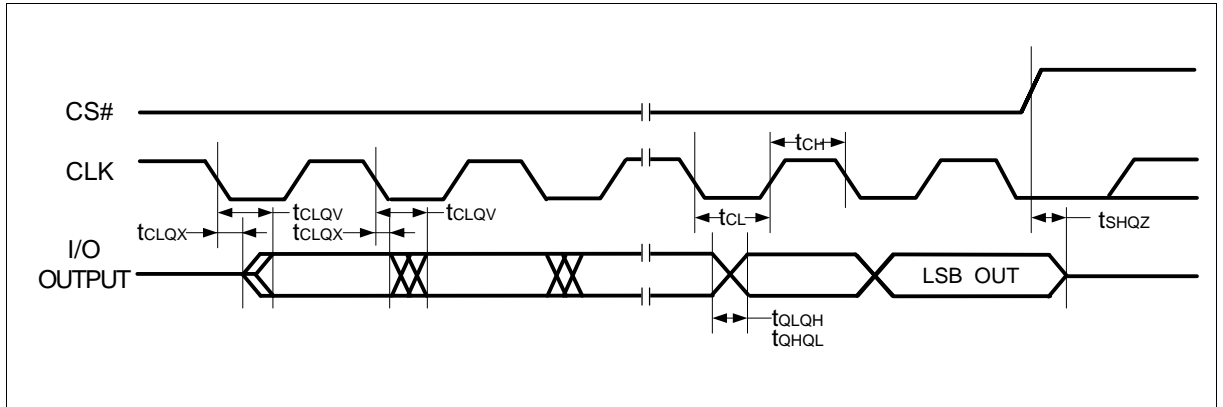 CS#
CLK
tCH
tCLQV
tCLQV
tCL
tSHQZ
tCLQX
tCLQX
I/O
OUTPUT
LSB OUT
tQLQH
tQHQL